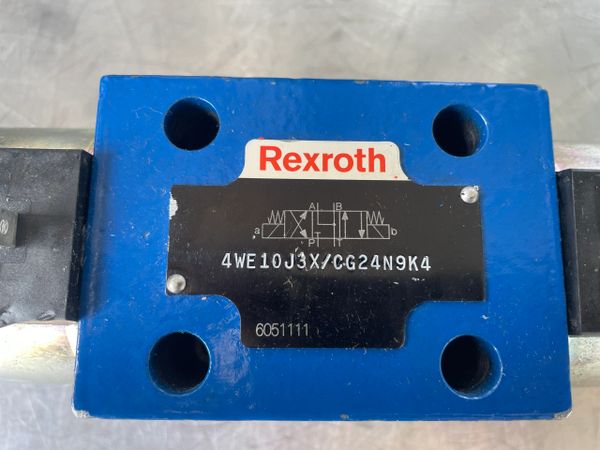 Rexroth
A B
a b
P T
4WE10J3X/CG24N9K4
6051111